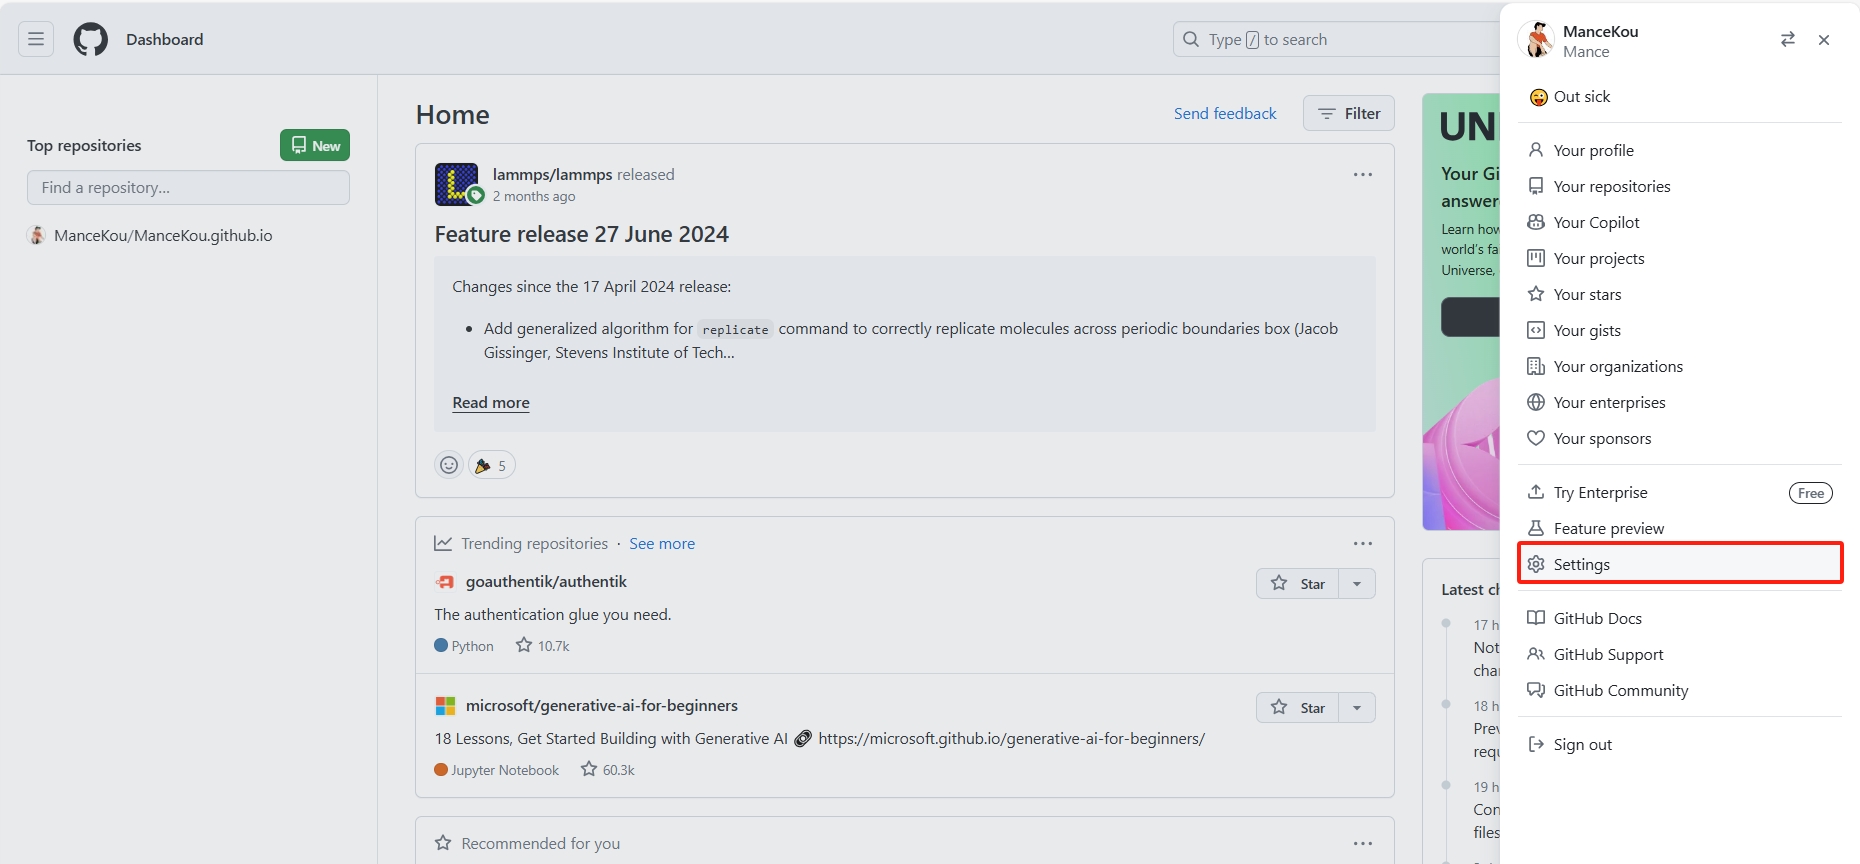 Dashboard
Type / to search
ManceKou
Mance
Out sick
Top repositories
New
Find a repository...
ManceKou/ManceKou.github.io
Home
Send feedback
Filter
lammps/lammps released
2 months ago
Feature release 27 June 2024
Changes since the 17 April 2024 release:
Add generalized algorithm for replicate command to correctly replicate molecules across periodic boundaries box (Jacob
Gissinger, Stevens Institute of Tech...
Read more
5
Trending repositories · See more
goauthentik/authentik
Star
The authentication glue you need.
Python
10.7k
microsoft/generative-ai-for-beginners
Star
18 Lessons, Get Started Building with Generative AI 🔗 https://microsoft.github.io/generative-ai-for-beginners/
Jupyter Notebook
60.3k
Recommended for you
UN
Your Gi
answer
Learn how
world's fa
Universe,
Latest ch
17 h
Not
cha
18 h
Prev
requ
19 h
Con
files
Your profile
Your repositories
Your Copilot
Your projects
Your stars
Your gists
Your organizations
Your enterprises
Your sponsors
Try Enterprise
Free
Feature preview
Settings
GitHub Docs
GitHub Support
GitHub Community
Sign out